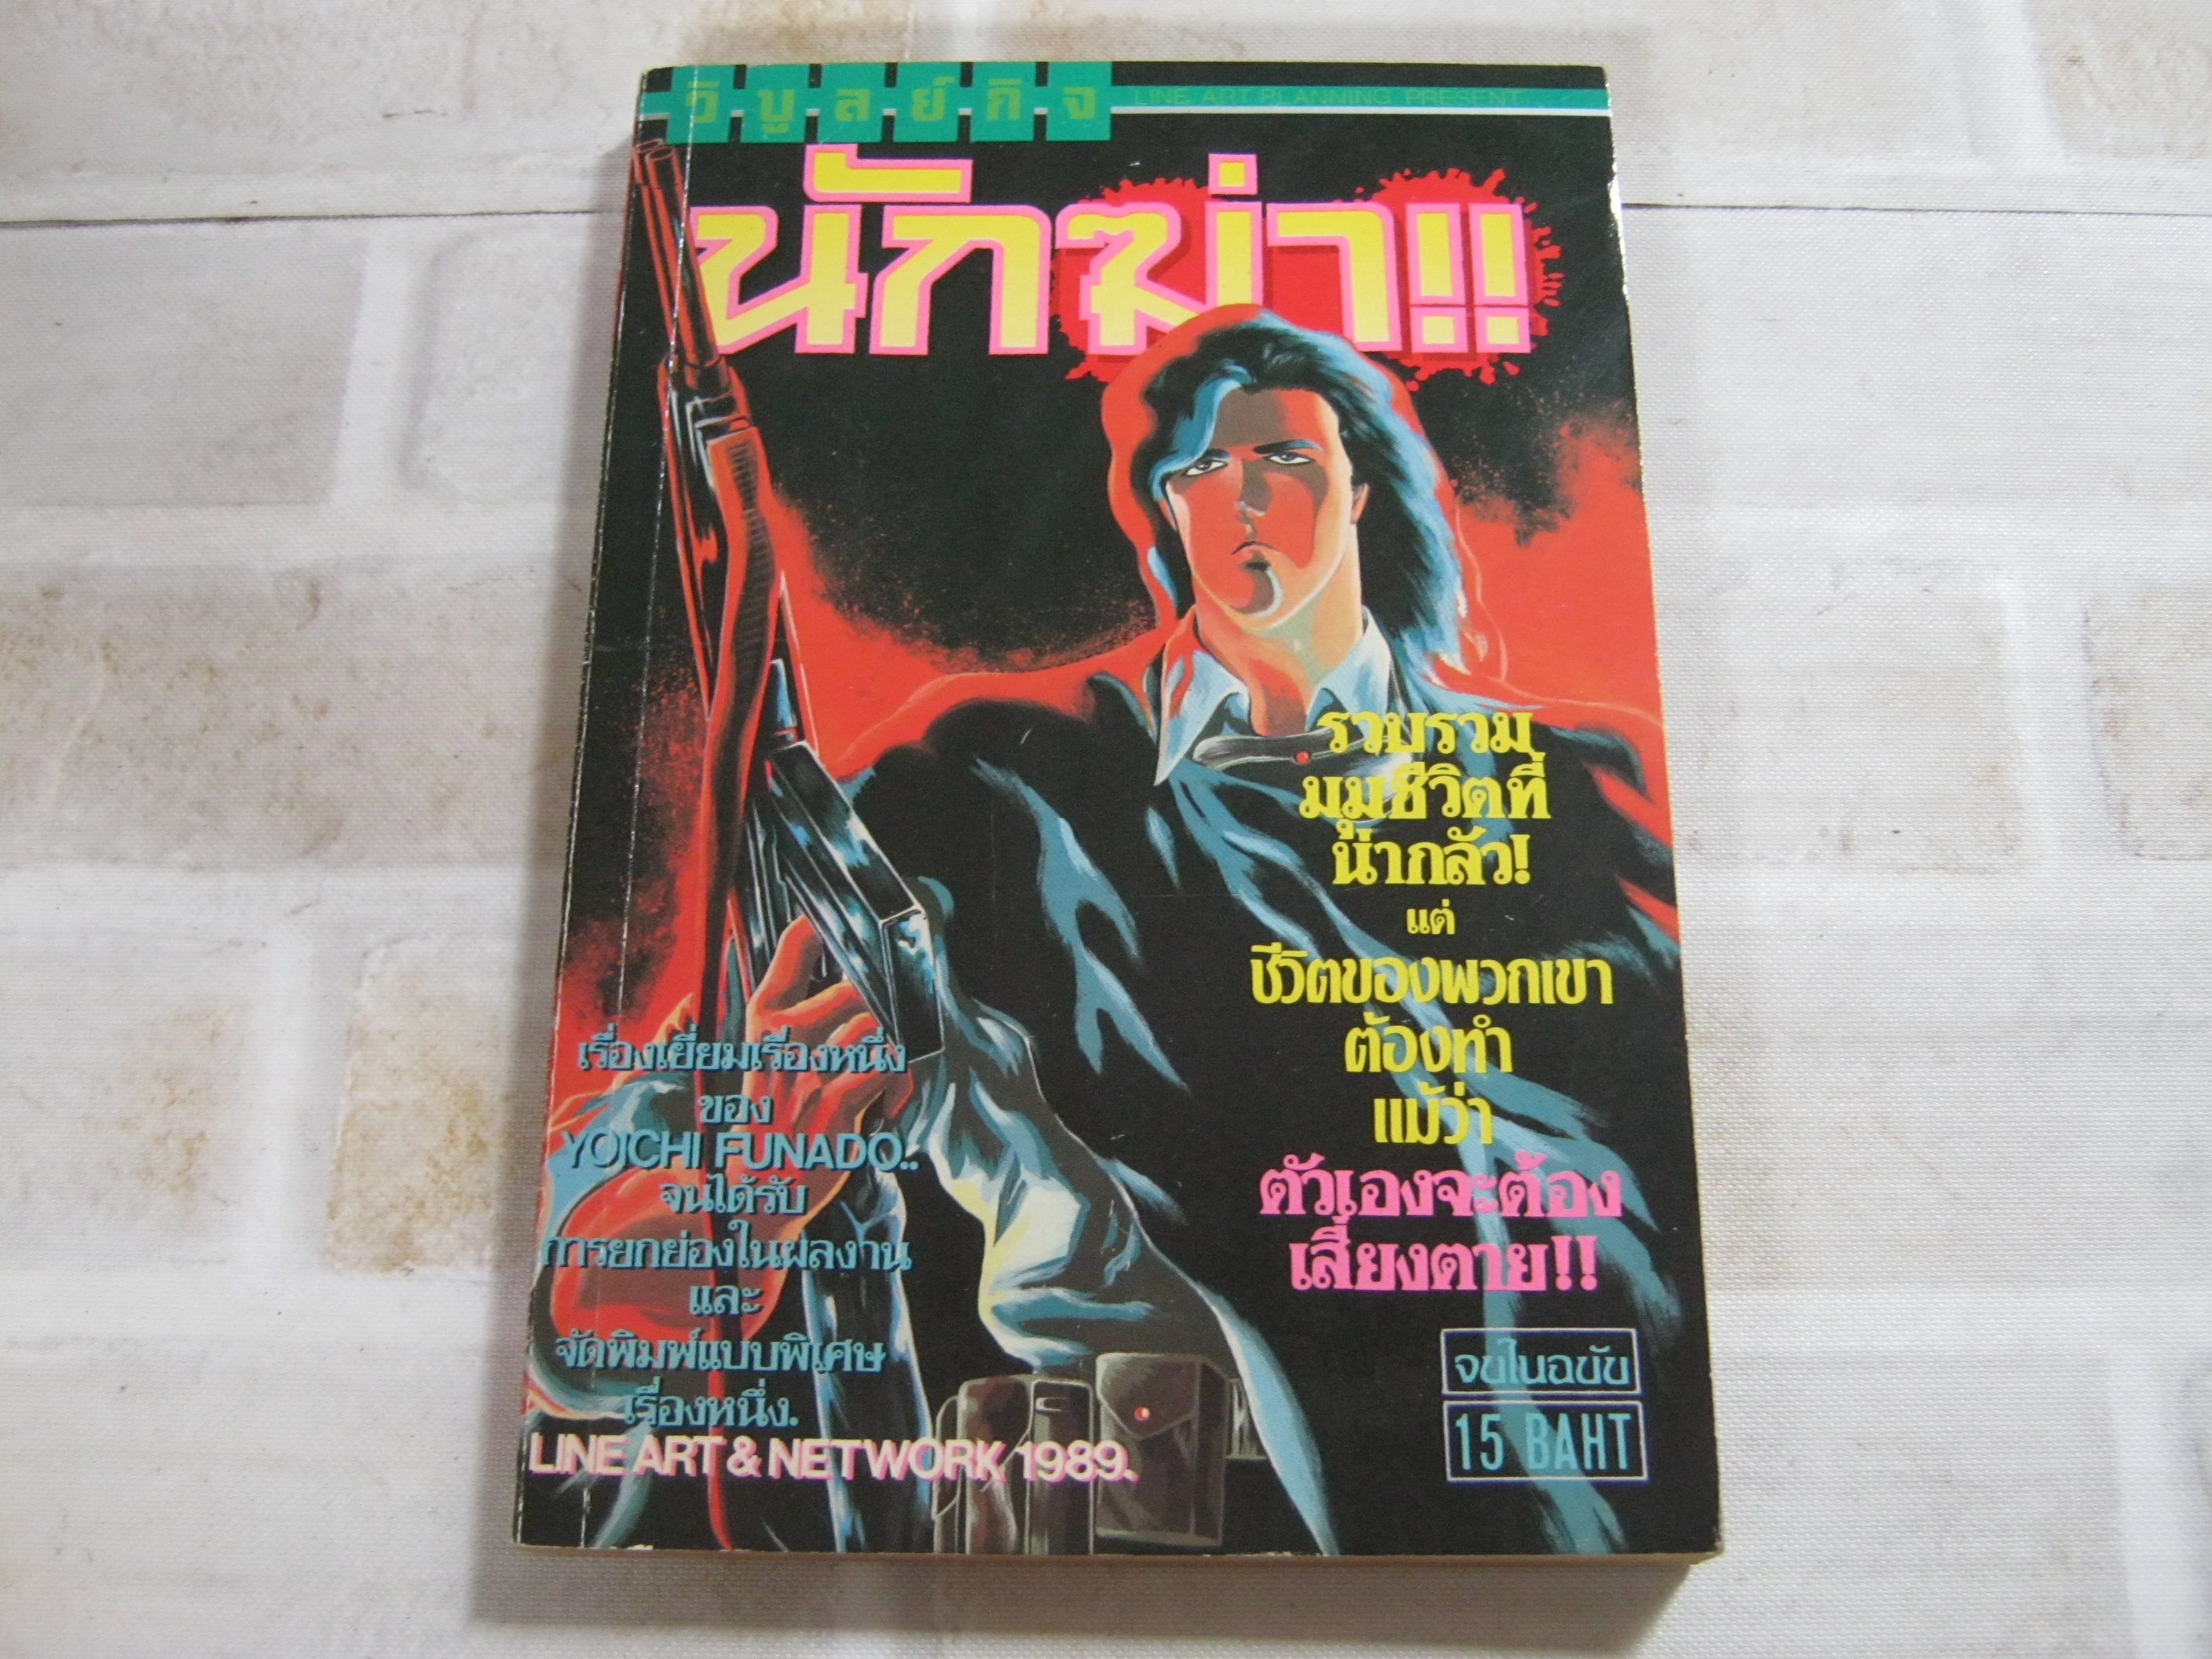 วิบูลย์กิจ
LINE ART PLANNING PRESENT...
นักฆ่า!!
รวบรวม
มุมชีวิตที่
น่ากลัว!
แต่
ชีวิตของพวกเขา
ต้องทำ
แม้ว่า
ตัวเองจะต้อง
เสี่ยงตาย!!
เรื่องเยี่ยมเรื่องหนึ่ง
ของ
YOICHI FUNADO..
จนได้รับ
การยกย่องในผลงาน
และ
จัดพิมพ์แบบพิเศษ
เรื่องหนึ่ง.
LINE ART & NETWORK 1989.
จบในฉบับ
15 BAHT